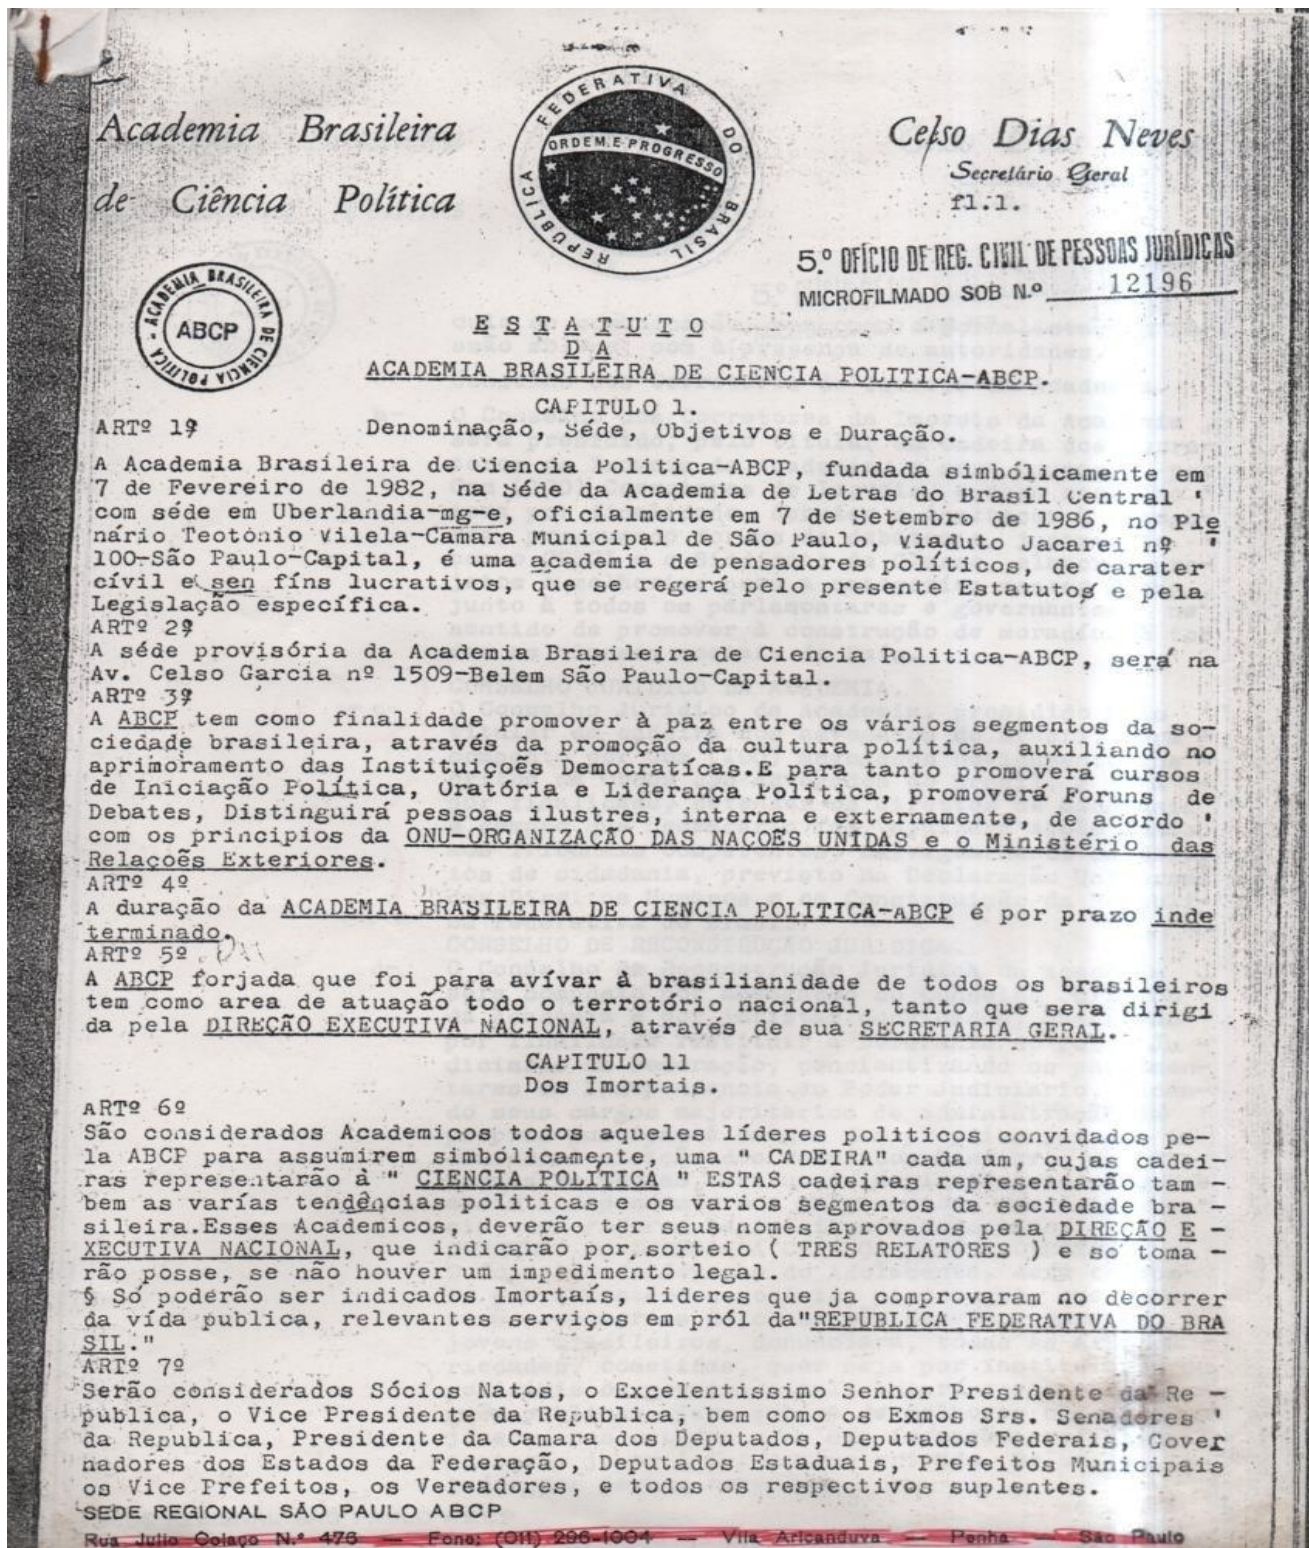 Academia Brasileira
de Ciência Política
REPÚBLICA FEDERATIVA DO BRASIL
ORDEM E PROGRESSO
Celso Dias Neves
Secretário Geral
fl.1.
5.º OFÍCIO DE REG. CIVIL DE PESSOAS JURÍDICAS
MICROFILMADO SOB N.º 12196
ACADEMIA BRASILEIRA DE CIENCIA POLITICA
ABCP
ESTATUTO
DA
ACADEMIA BRASILEIRA DE CIENCIA POLITICA-ABCP.
CAPITULO 1.
ARTº 1º Denominação, Séde, Objetivos e Duração.
A Academia Brasileira de Ciencia Politica-ABCP, fundada simbólicamente em
7 de Fevereiro de 1982, na Séde da Academia de Letras do Brasil Central '
com séde em Uberlandia-mg-e, oficialmente em 7 de Setembro de 1986, no Ple
nário Teotônio Vilela-Câmara Municipal de São Paulo, Viaduto Jacarei nº '
100-São Paulo-Capital, é uma academia de pensadores políticos, de carater
cívil e sen fíns lucrativos, que se regerá pelo presente Estatutos e pela
Legislação específica.
ARTº 2º
A séde provisória da Academia Brasileira de Ciencia Politica-ABCP, será na
Av. Celso Garcia nº 1509-Belem São Paulo-Capital.
ARTº 3º
A ABCP tem como finalidade promover à paz entre os vários segmentos da so-
ciedade brasileira, através da promoção da cultura política, auxiliando no
aprimoramento das Instituiçoẽs Democratícas.E para tanto promoverá cursos
de Iniciação Política, Oratória e Liderança Política, promoverá Foruns de
Debates, Distinguirá pessoas ilustres, interna e externamente, de acordo '
com os principios da ONU-ORGANIZAÇÃO DAS NAÇOES UNIDAS e o Ministério das
Relaçoẽs Exteriores.
ARTº 4º
A duração da ACADEMIA BRASILEIRA DE CIENCIA POLITICA-ABCP é por prazo inde
terminado.
ARTº 5º
A ABCP forjada que foi para avívar à brasilianidade de todos os brasileiros
tem como area de atuação todo o terrotório nacional, tanto que sera dirigi
da pela DIREÇÃO EXECUTIVA NACIONAL, através de sua SECRETARIA GERAL.
CAPITULO 11
Dos Imortais.
ARTº 6º
São considerados Academicos todos aqueles líderes politicos convidados pe-
la ABCP para assumirem simbólicamente, uma " CADEIRA" cada um, cujas cadei-
ras representarão à " CIENCIA POLITICA " ESTAS cadeiras representarão tam -
bem as varías tendências politicas e os varios segmentos da sociedade bra -
sileira.Esses Academicos, deverão ter seus nomes aprovados pela DIREÇÃO E -
XECUTIVA NACIONAL, que indicarão por sorteio ( TRES RELATORES ) e só toma -
rão posse, se não houver um impedimento legal.
§ Só poderão ser indicados Imortaís, lideres que ja comprovaram no decorrer
da vída publica, relevantes serviços em pról da"REPUBLICA FEDERATIVA DO BRA
SIL."
ARTº 7º
Serão considerados Sócios Natos, o Excelentissimo Senhor Presidente da Re -
publica, o Vice Presidente da Republica, bem como os Exmos Srs. Senadores '
da Republica, Presidente da Camara dos Deputados, Deputados Federais, Gover
nadores dos Estados da Federação, Deputados Estaduais, Prefeitos Municipais
os Vice Prefeitos, os Vereadores, e todos os respectivos suplentes.
SEDE REGIONAL SÃO PAULO ABCP
Rua Julio Colaço N.º 476 — Fone: (011) 296-1004 — Vila Aricanduva — Penha — São Paulo